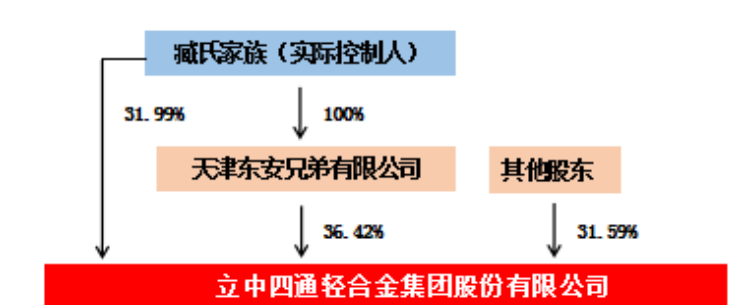 臧氏家族（实际控制人）
31.99%
100%
天津东安兄弟有限公司
其他股东
36.42%
31.59%
立中四通轻合金集团股份有限公司